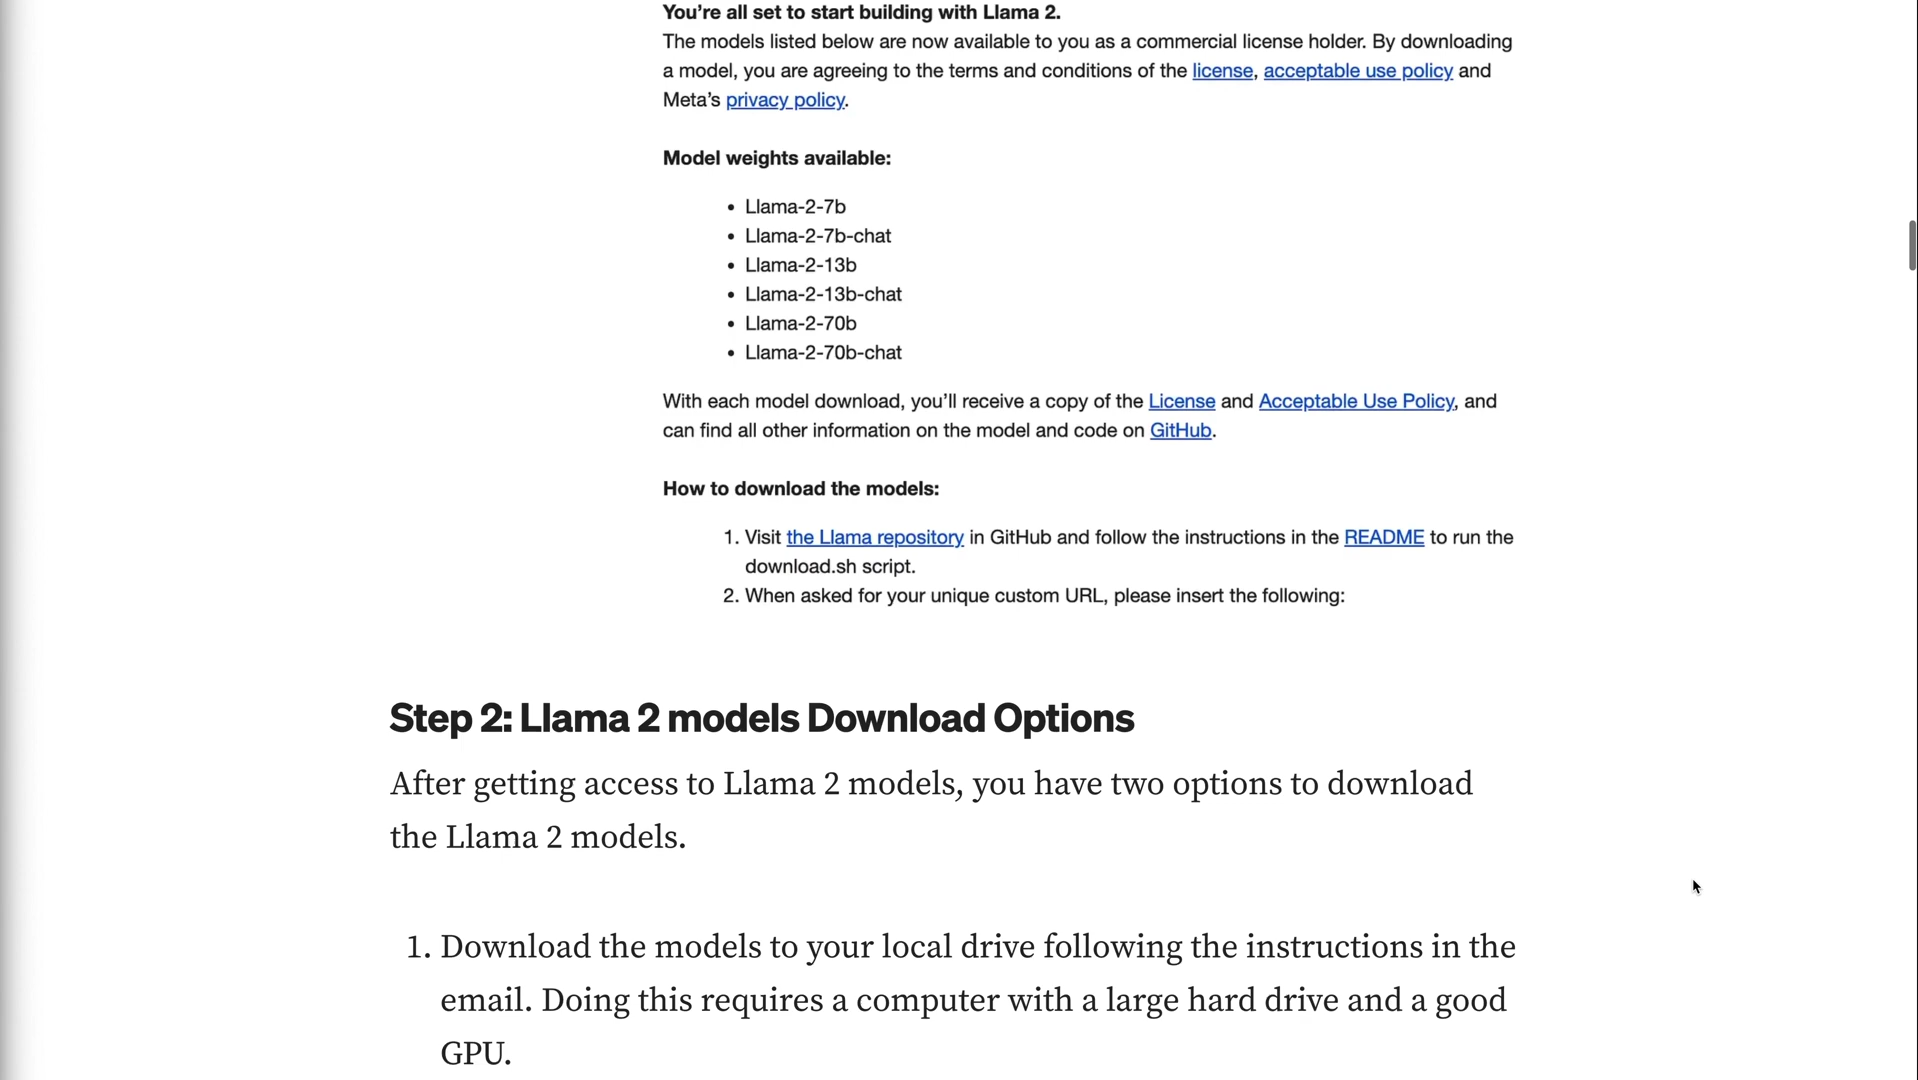 You’re all set to start building with Llama 2.
The models listed below are now available to you as a commercial license holder. By downloading
a model, you are agreeing to the terms and conditions of the license, acceptable use policy and
Meta’s privacy policy.
Model weights available:
• Llama-2-7b
• Llama-2-7b-chat
• Llama-2-13b
• Llama-2-13b-chat
• Llama-2-70b
• Llama-2-70b-chat
With each model download, you’ll receive a copy of the License and Acceptable Use Policy, and
can find all other information on the model and code on GitHub.
How to download the models:
1. Visit the Llama repository in GitHub and follow the instructions in the README to run the
download.sh script.
2. When asked for your unique custom URL, please insert the following:
Step 2: Llama 2 models Download Options
After getting access to Llama 2 models, you have two options to download
the Llama 2 models.
1. Download the models to your local drive following the instructions in the
email. Doing this requires a computer with a large hard drive and a good
GPU.